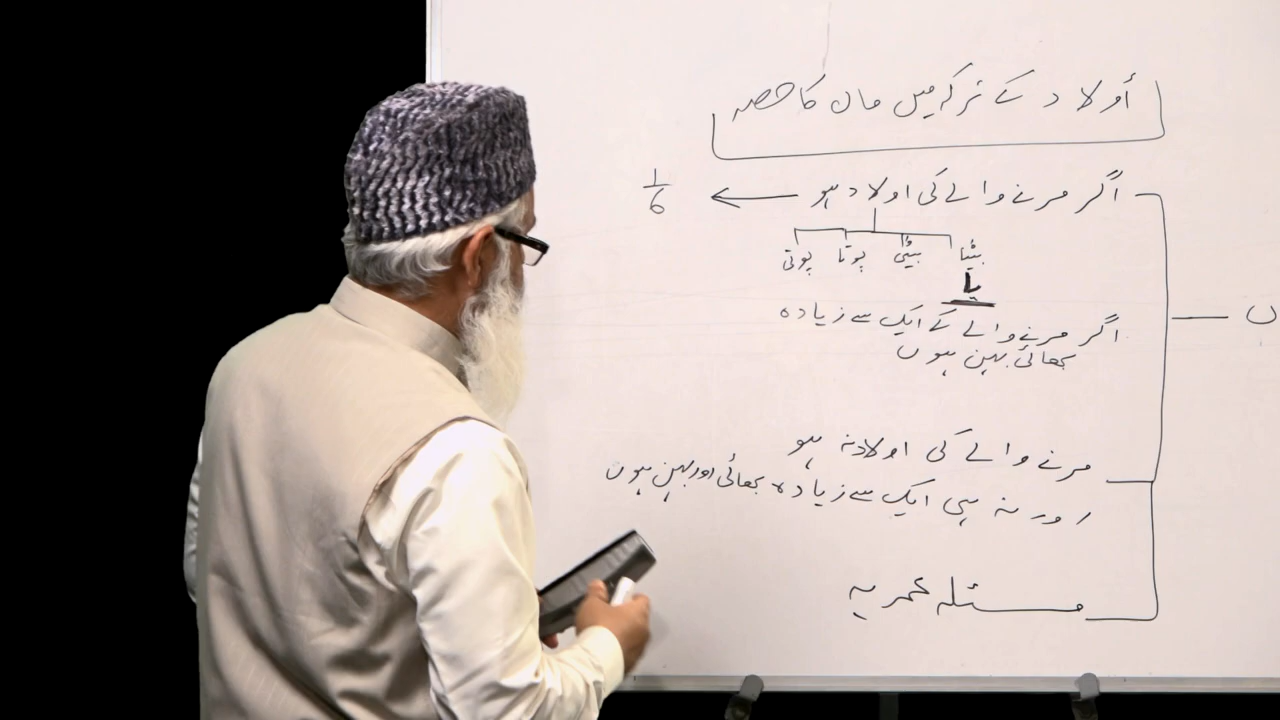 أولاد کے ترکہ میں ماں کا حصہ
اگر مرنے والے کی اولاد ہو ← 1/6
بیٹا بیٹی پوتا پوتی
یا
اگر مرنے والے کے ایک سے زیادہ
بھائی بہن ہوں
مرنے والے کی اولاد نہ ہو
اور نہ ہی ایک سے زیادہ بھائی اور بہن ہوں
مسئلہ عمریہ